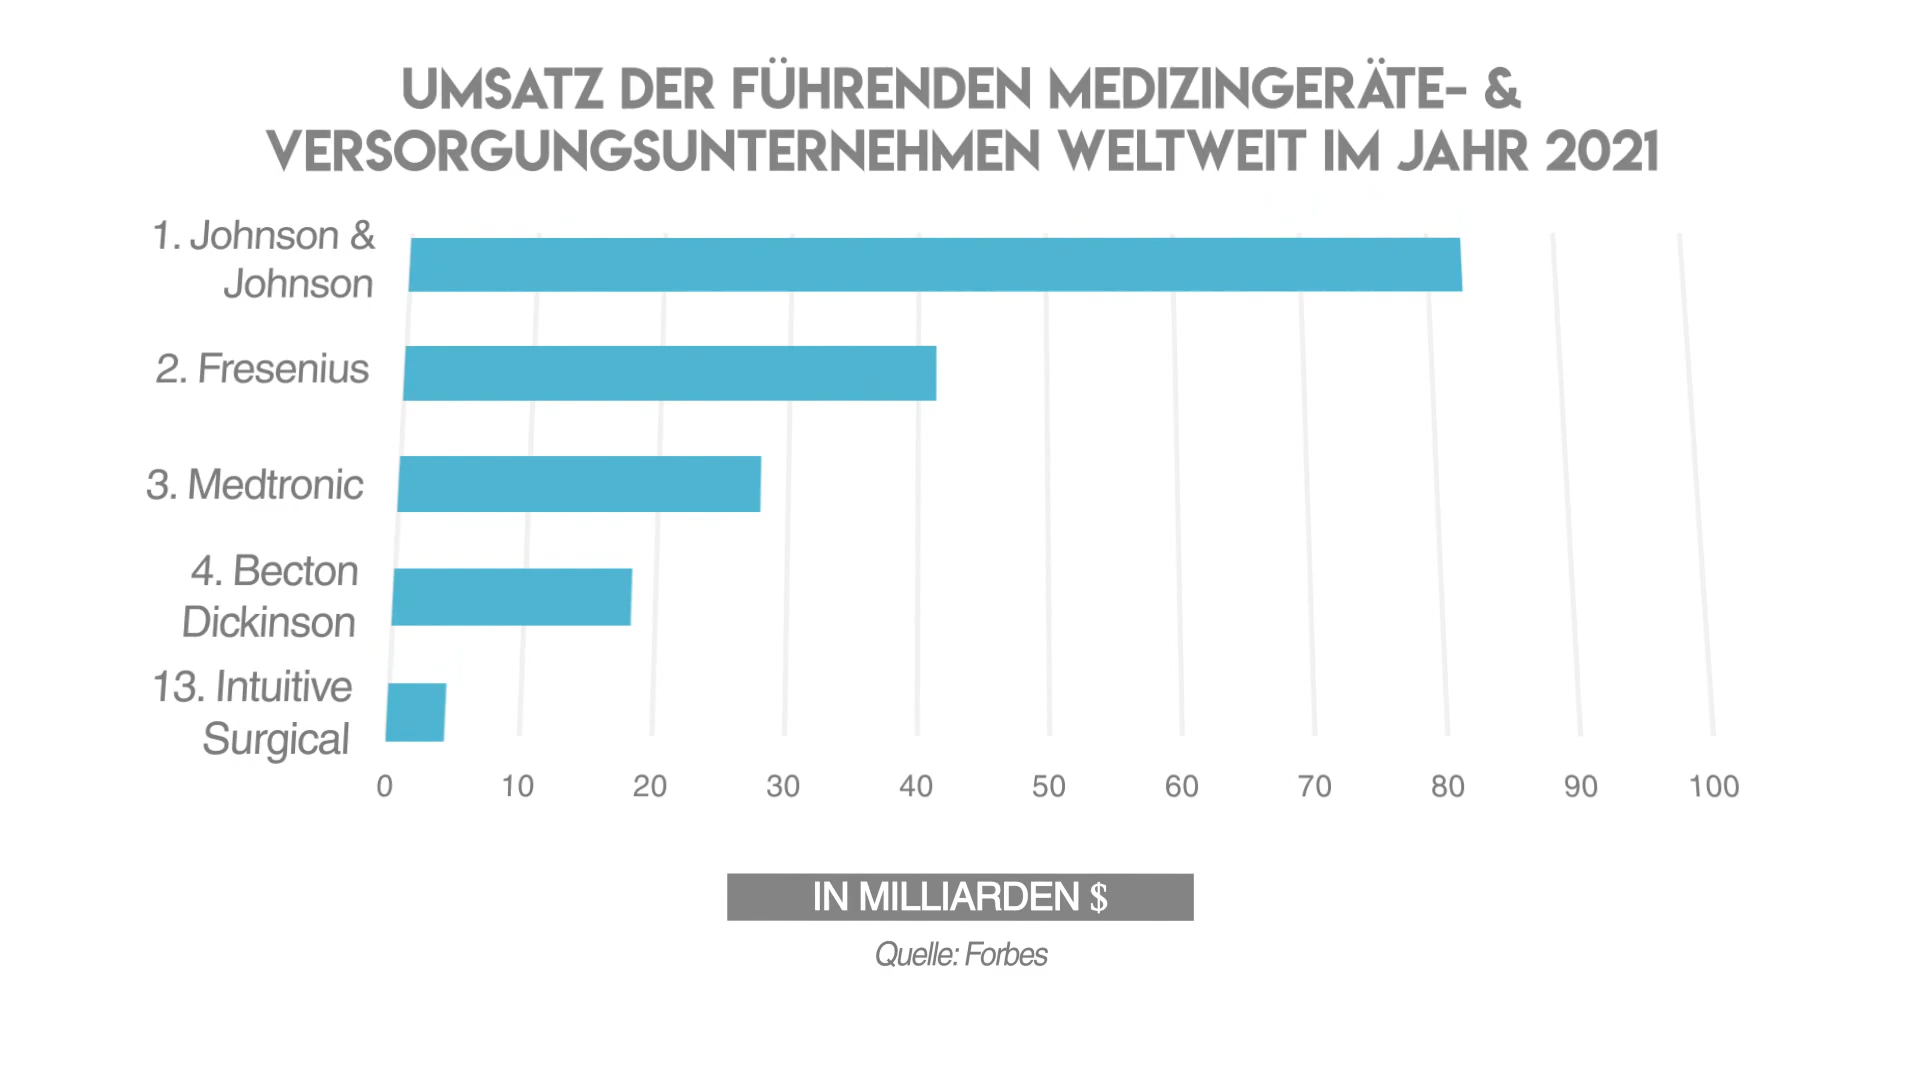 UMSATZ DER FÜHRENDEN MEDIZINGERÄTE- &
VERSORGUNGSUNTERNEHMEN WELTWEIT IM JAHR 2021
1. Johnson &
Johnson
2. Fresenius
3. Medtronic
4. Becton
Dickinson
13. Intuitive
Surgical
0 10 20 30 40 50 60 70 80 90 100
IN MILLIARDEN $
Quelle: Forbes